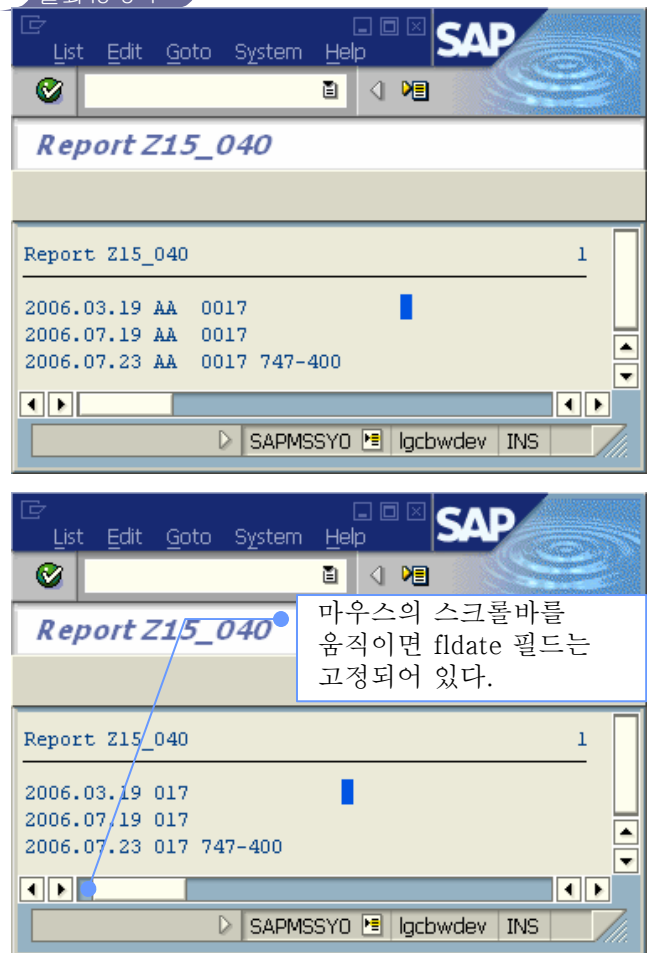 List Edit Goto System Help
SAP
Report Z15_040
Report Z15_040 1
2006.03.19 AA 0017
2006.07.19 AA 0017
2006.07.23 AA 0017 747-400
SAPMSSY0 lgcbwdev INS
List Edit Goto System Help
SAP
마우스의 스크롤바를
움직이면 fldate 필드는
고정되어 있다.
Report Z15_040
Report Z15_040 1
2006.03.19 017
2006.07.19 017
2006.07.23 017 747-400
SAPMSSY0 lgcbwdev INS